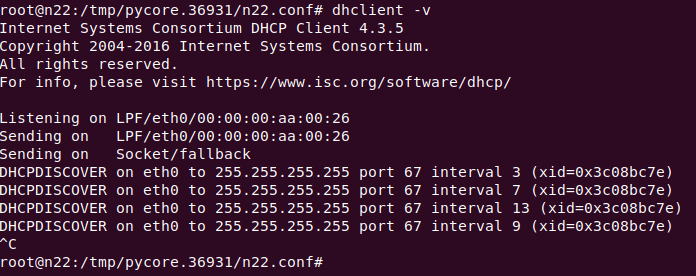 root@n22:/tmp/pycore.36931/n22.conf# dhclient -v
Internet Systems Consortium DHCP Client 4.3.5
Copyright 2004-2016 Internet Systems Consortium.
All rights reserved.
For info, please visit https://www.isc.org/software/dhcp/

Listening on LPF/eth0/00:00:00:aa:00:26
Sending on   LPF/eth0/00:00:00:aa:00:26
Sending on   Socket/fallback
DHCPDISCOVER on eth0 to 255.255.255.255 port 67 interval 3 (xid=0x3c08bc7e)
DHCPDISCOVER on eth0 to 255.255.255.255 port 67 interval 7 (xid=0x3c08bc7e)
DHCPDISCOVER on eth0 to 255.255.255.255 port 67 interval 13 (xid=0x3c08bc7e)
DHCPDISCOVER on eth0 to 255.255.255.255 port 67 interval 9 (xid=0x3c08bc7e)
^C
root@n22:/tmp/pycore.36931/n22.conf#